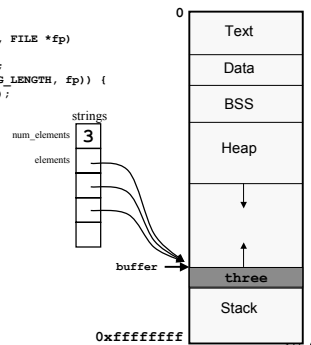 0
Text
, FILE *fp)
;
Data
G_LENGTH, fp)) {
);
BSS
strings
num_elements 3
Heap
elements
buffer
three
Stack
0xffffffff